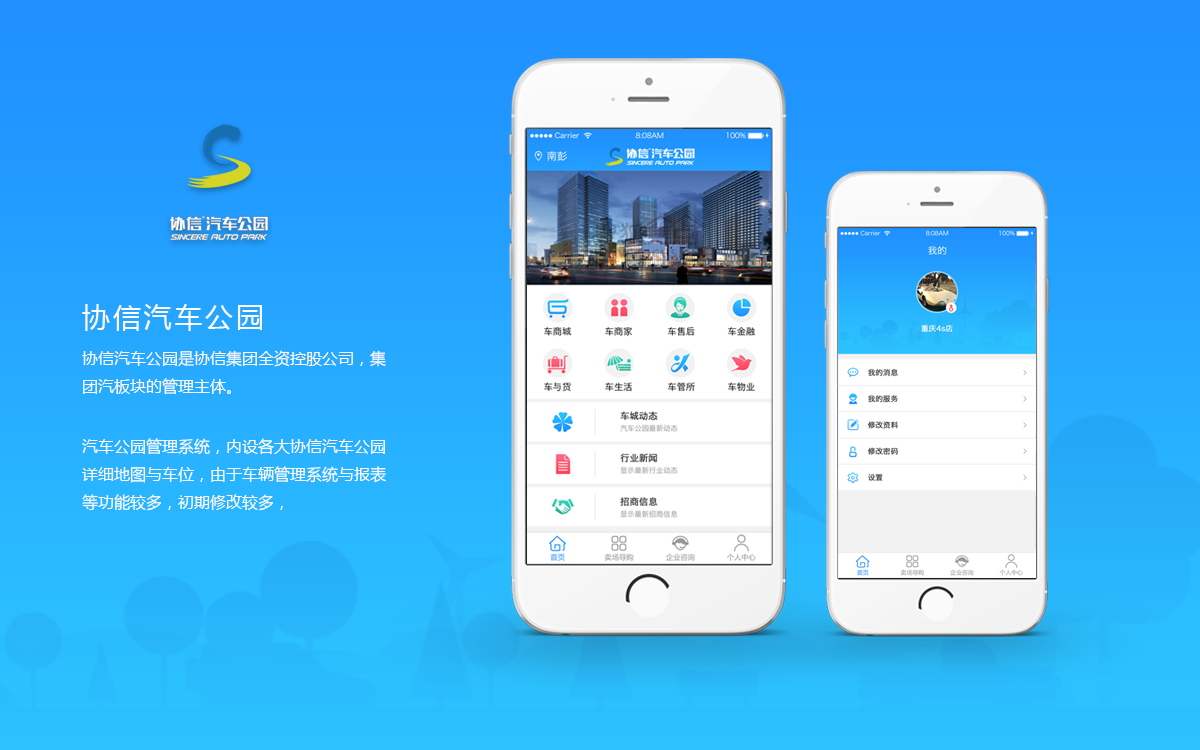 协信汽车公园
SINCERE AUTO PARK
协信汽车公园
协信汽车公园是协信集团全资控股公司，集
团汽板块的管理主体。
汽车公园管理系统，内设各大协信汽车公园
详细地图与车位，由于车辆管理系统与报表
等功能较多，初期修改较多，
Carrier 8:08AM 100%
南彭 协信汽车公园
SINCERE AUTO PARK
车商城 车商家 车售后 车金融
车与货 车生活 车管所 车物业
车城动态
汽车公园最新动态
行业新闻
显示最新行业动态
招商信息
显示最新招商信息
首页 卖场导购 企业咨询 个人中心
Carrier 8:08AM 100%
我的
重庆4s店
我的消息
我的服务
修改资料
修改密码
设置
首页 卖场导购 企业咨询 个人中心